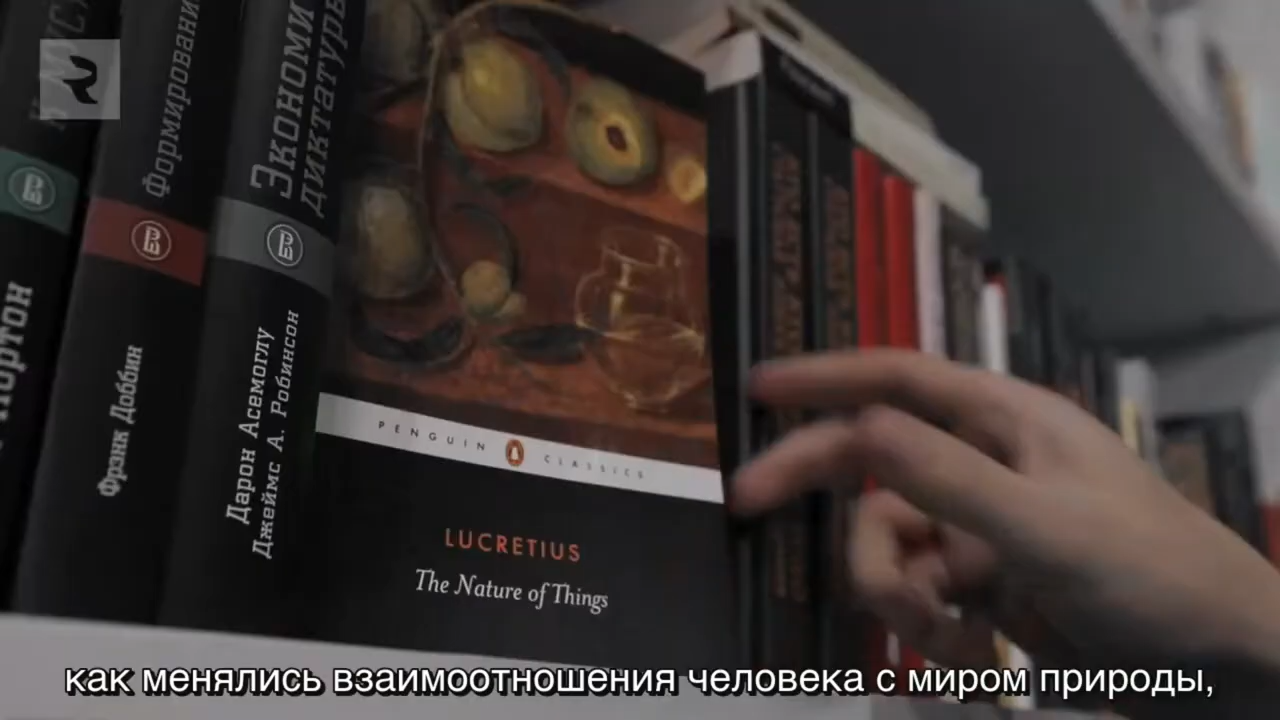 Формировани
Фрэнк Доббин
Экономи
диктатуры
Дарон Асемоглу
Джеймс А. Робинсон
PENGUIN CLASSICS
LUCRETIUS
The Nature of Things
как менялись взаимоотношения человека с миром природы,